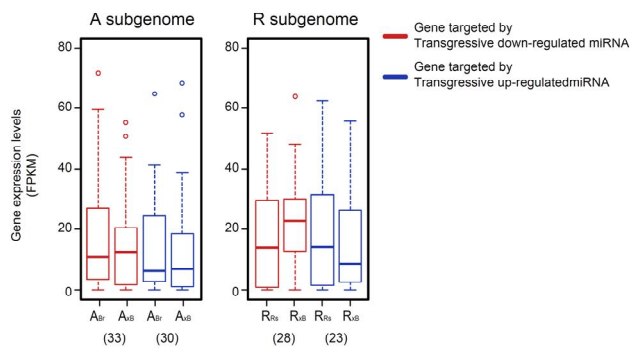 A subgenome
R subgenome
Gene targeted by
Transgressive down-regulated miRNA
Gene targeted by
Transgressive up-regulatedmiRNA
Gene expression levels
(FPKM)
80
60
40
20
0
80
60
40
20
0
ABr AxB ABr AxB
RRs RxB RRs RxB
(33) (30)
(28) (23)